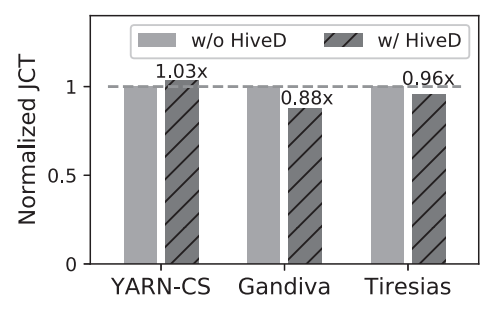 w/o HiveD w/ HiveD
Normalized JCT
1
0.5
0
1.03x
0.88x
0.96x
YARN-CS Gandiva Tiresias